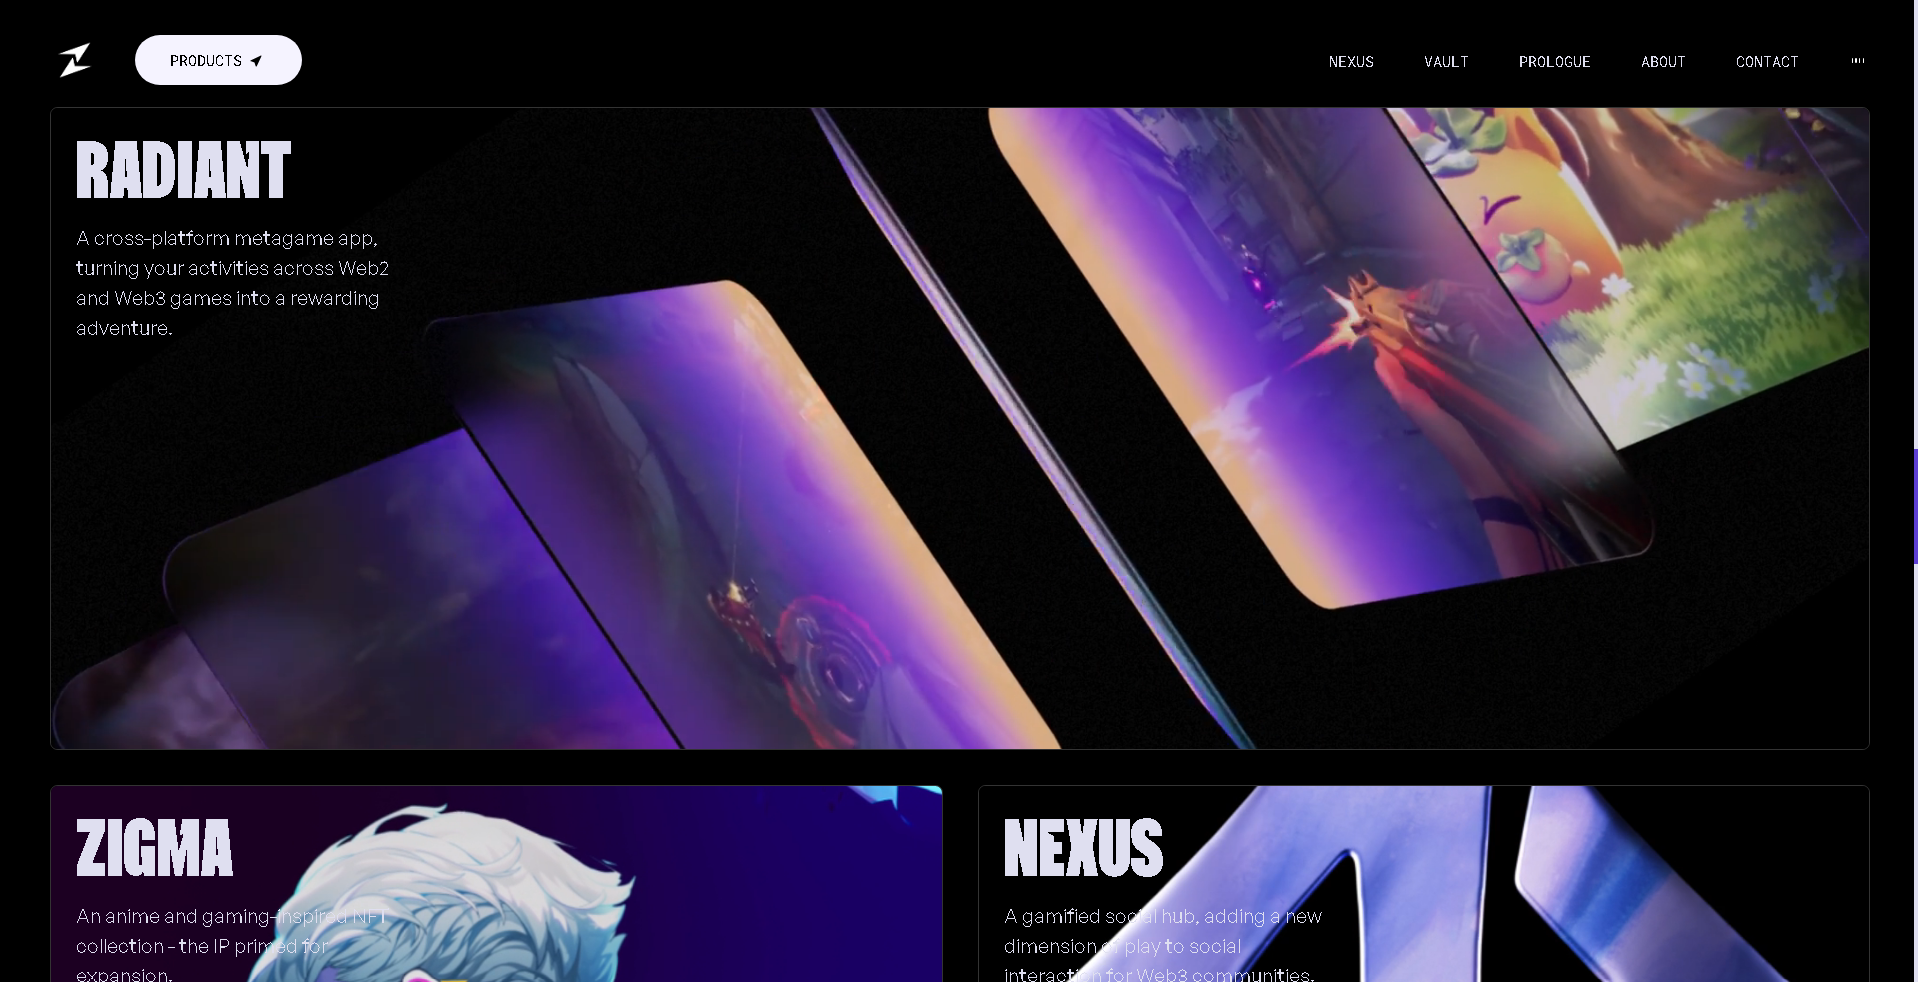 PRODUCTS
NEXUS
VAULT
PROLOGUE
ABOUT
CONTACT
RADIANT
A cross-platform metagame app,
turning your activities across Web2
and Web3 games into a rewarding
adventure.
ZIGMA
An anime and gaming-inspired NFT
collection - the IP primed for
expansion.
NEXUS
A gamified social hub, adding a new
dimension of play to social
interaction for Web3 communities.